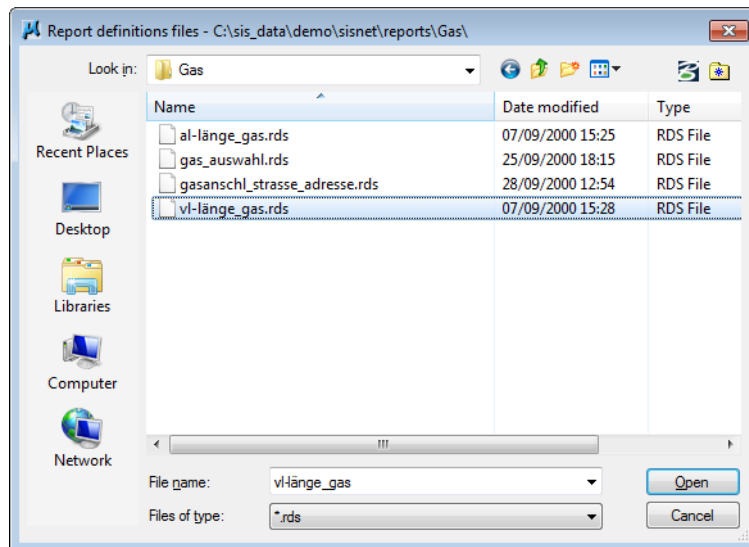 Report definitions files - C:\sis_data\demo\sisnet\reports\Gas\
Look in: Gas
Name Date modified Type
al-länge_gas.rds 07/09/2000 15:25 RDS File
gas_auswahl.rds 25/09/2000 18:15 RDS File
gasanschl_strasse_adresse.rds 28/09/2000 12:54 RDS File
vl-länge_gas.rds 07/09/2000 15:28 RDS File
Recent Places
Desktop
Libraries
Computer
Network
File name: vl-länge_gas Open
Files of type: *.rds Cancel